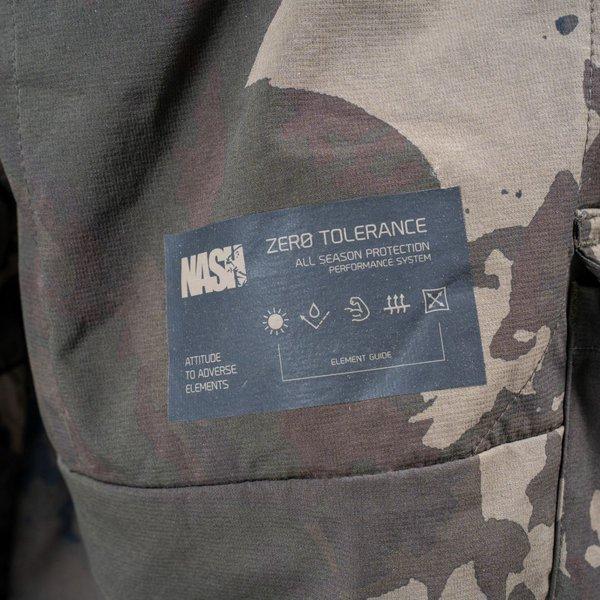 NASH
ZERØ TOLERANCE
ALL SEASON PROTECTION
PERFORMANCE SYSTEM
ATTITUDE
TO ADVERSE
ELEMENTS
ELEMENT GUIDE